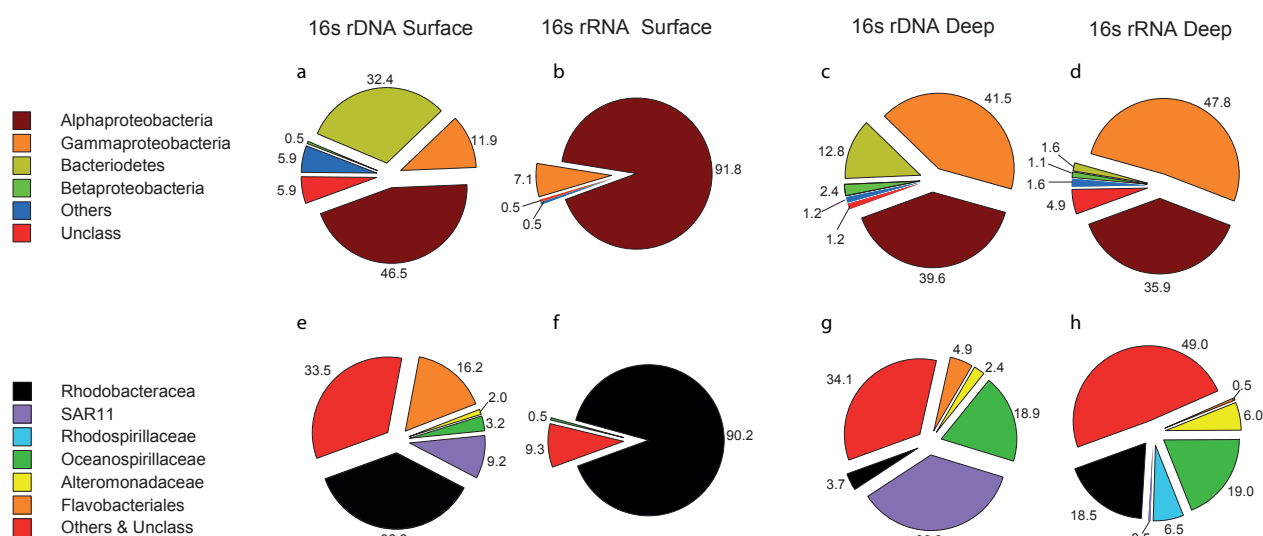 16s rDNA Surface
16s rRNA Surface
16s rDNA Deep
16s rRNA Deep
a
b
c
d
Alphaproteobacteria
Gammaproteobacteria
Bacteriodetes
Betaproteobacteria
Others
Unclass
32.4
11.9
0.5
5.9
5.9
46.5
91.8
7.1
0.5
0.5
41.5
12.8
2.4
1.2
1.2
39.6
47.8
1.6
1.1
1.6
4.9
35.9
e
f
g
h
Rhodobacteracea
SAR11
Rhodospirillaceae
Oceanospirillaceae
Alteromonadaceae
Flavobacteriales
Others & Unclass
33.5
16.2
2.0
3.2
9.2
0.5
9.3
90.2
34.1
4.9
2.4
18.9
3.7
49.0
0.5
6.0
19.0
6.5
18.5